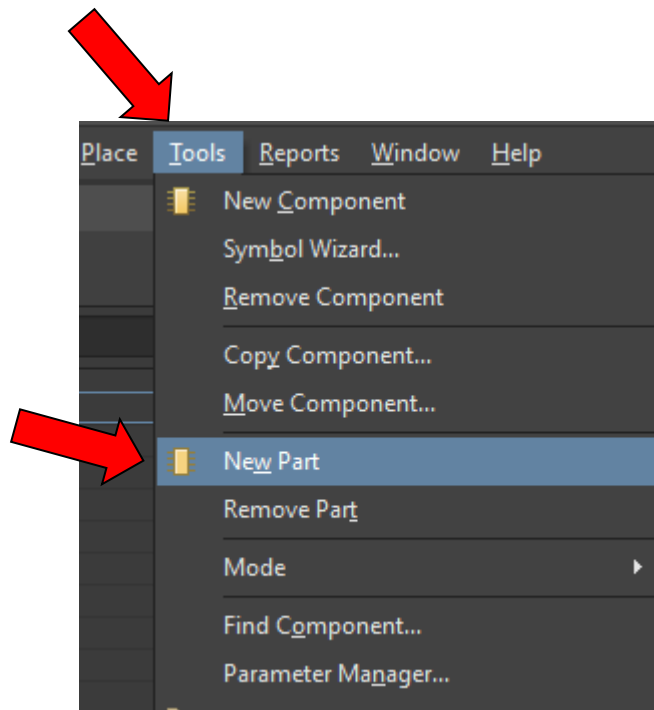 Place Tools Reports Window Help
New Component
Symbol Wizard...
Remove Component
Copy Component...
Move Component...
New Part
Remove Part
Mode
Find Component...
Parameter Manager...